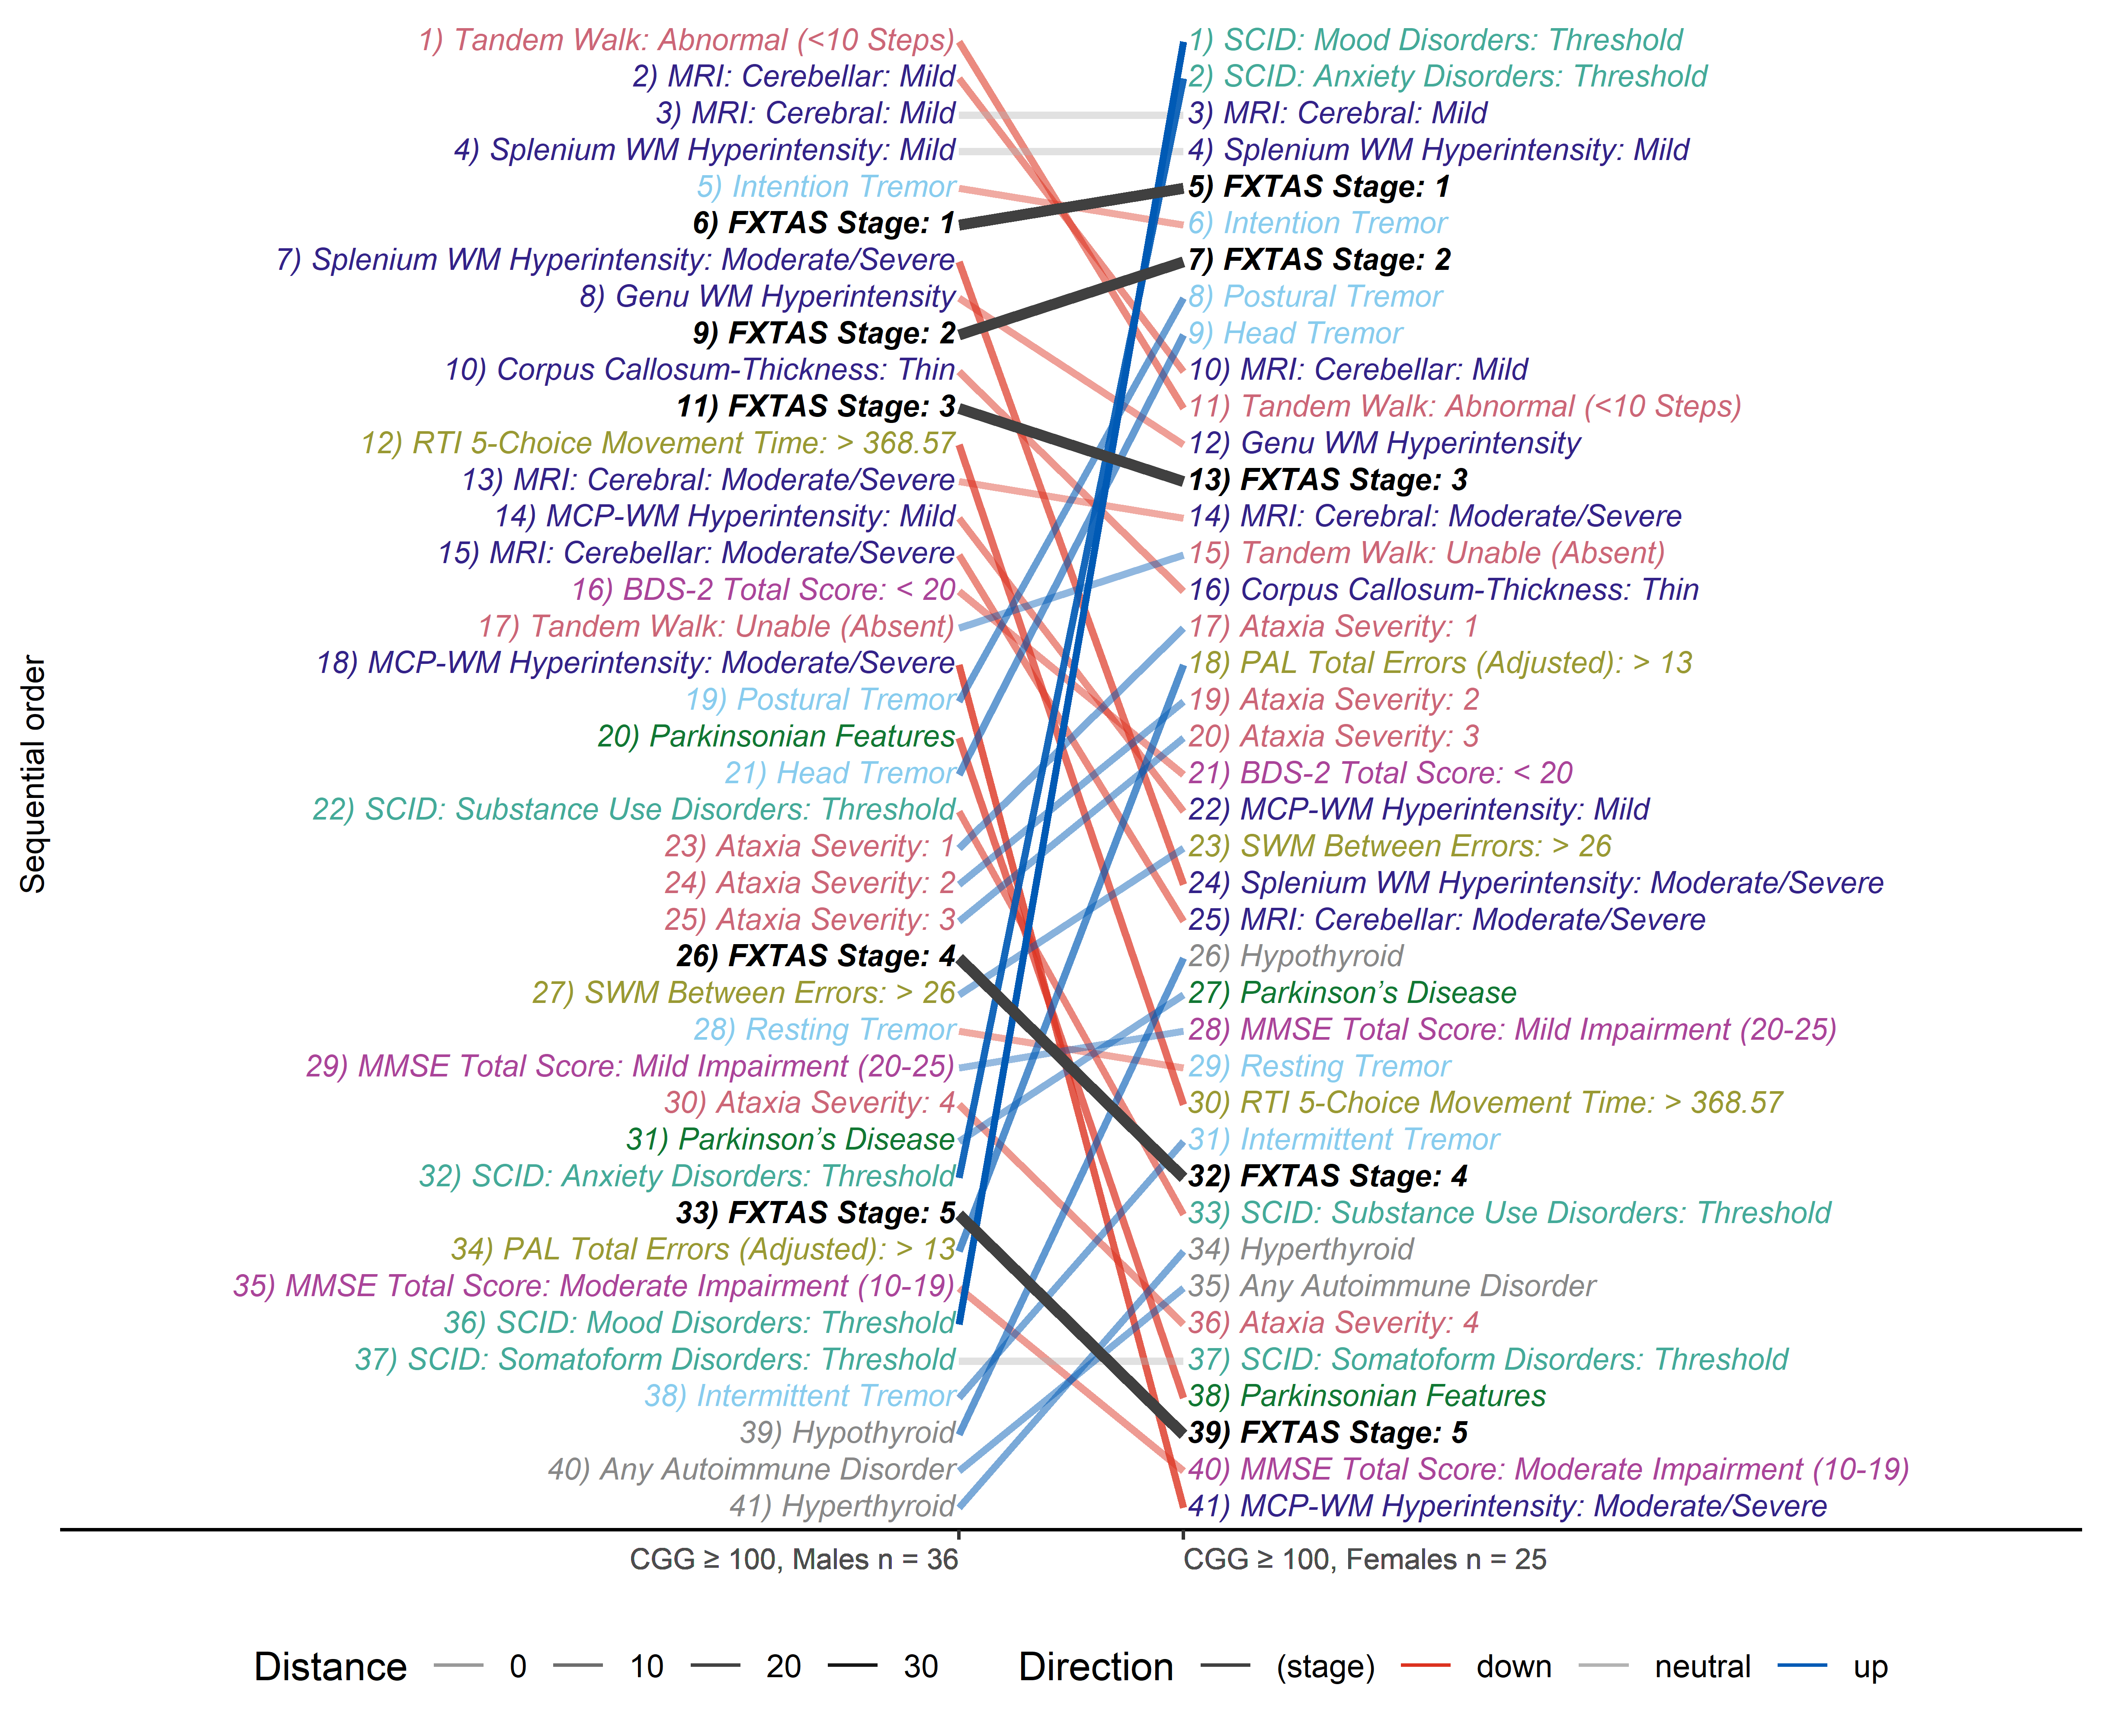 Sequential order
1) Tandem Walk: Abnormal (<10 Steps)
2) MRI: Cerebellar: Mild
3) MRI: Cerebral: Mild
4) Splenium WM Hyperintensity: Mild
5) Intention Tremor
6) FXTAS Stage: 1
7) Splenium WM Hyperintensity: Moderate/Severe
8) Genu WM Hyperintensity
9) FXTAS Stage: 2
10) Corpus Callosum-Thickness: Thin
11) FXTAS Stage: 3
12) RTI 5-Choice Movement Time: > 368.57
13) MRI: Cerebral: Moderate/Severe
14) MCP-WM Hyperintensity: Mild
15) MRI: Cerebellar: Moderate/Severe
16) BDS-2 Total Score: < 20
17) Tandem Walk: Unable (Absent)
18) MCP-WM Hyperintensity: Moderate/Severe
19) Postural Tremor
20) Parkinsonian Features
21) Head Tremor
22) SCID: Substance Use Disorders: Threshold
23) Ataxia Severity: 1
24) Ataxia Severity: 2
25) Ataxia Severity: 3
26) FXTAS Stage: 4
27) SWM Between Errors: > 26
28) Resting Tremor
29) MMSE Total Score: Mild Impairment (20-25)
30) Ataxia Severity: 4
31) Parkinson’s Disease
32) SCID: Anxiety Disorders: Threshold
33) FXTAS Stage: 5
34) PAL Total Errors (Adjusted): > 13
35) MMSE Total Score: Moderate Impairment (10-19)
36) SCID: Mood Disorders: Threshold
37) SCID: Somatoform Disorders: Threshold
38) Intermittent Tremor
39) Hypothyroid
40) Any Autoimmune Disorder
41) Hyperthyroid
1) SCID: Mood Disorders: Threshold
2) SCID: Anxiety Disorders: Threshold
3) MRI: Cerebral: Mild
4) Splenium WM Hyperintensity: Mild
5) FXTAS Stage: 1
6) Intention Tremor
7) FXTAS Stage: 2
8) Postural Tremor
9) Head Tremor
10) MRI: Cerebellar: Mild
11) Tandem Walk: Abnormal (<10 Steps)
12) Genu WM Hyperintensity
13) FXTAS Stage: 3
14) MRI: Cerebral: Moderate/Severe
15) Tandem Walk: Unable (Absent)
16) Corpus Callosum-Thickness: Thin
17) Ataxia Severity: 1
18) PAL Total Errors (Adjusted): > 13
19) Ataxia Severity: 2
20) Ataxia Severity: 3
21) BDS-2 Total Score: < 20
22) MCP-WM Hyperintensity: Mild
23) SWM Between Errors: > 26
24) Splenium WM Hyperintensity: Moderate/Severe
25) MRI: Cerebellar: Moderate/Severe
26) Hypothyroid
27) Parkinson’s Disease
28) MMSE Total Score: Mild Impairment (20-25)
29) Resting Tremor
30) RTI 5-Choice Movement Time: > 368.57
31) Intermittent Tremor
32) FXTAS Stage: 4
33) SCID: Substance Use Disorders: Threshold
34) Hyperthyroid
35) Any Autoimmune Disorder
36) Ataxia Severity: 4
37) SCID: Somatoform Disorders: Threshold
38) Parkinsonian Features
39) FXTAS Stage: 5
40) MMSE Total Score: Moderate Impairment (10-19)
41) MCP-WM Hyperintensity: Moderate/Severe
CGG ≥ 100, Males n = 36
CGG ≥ 100, Females n = 25
Distance 0 10 20 30
Direction (stage) down neutral up